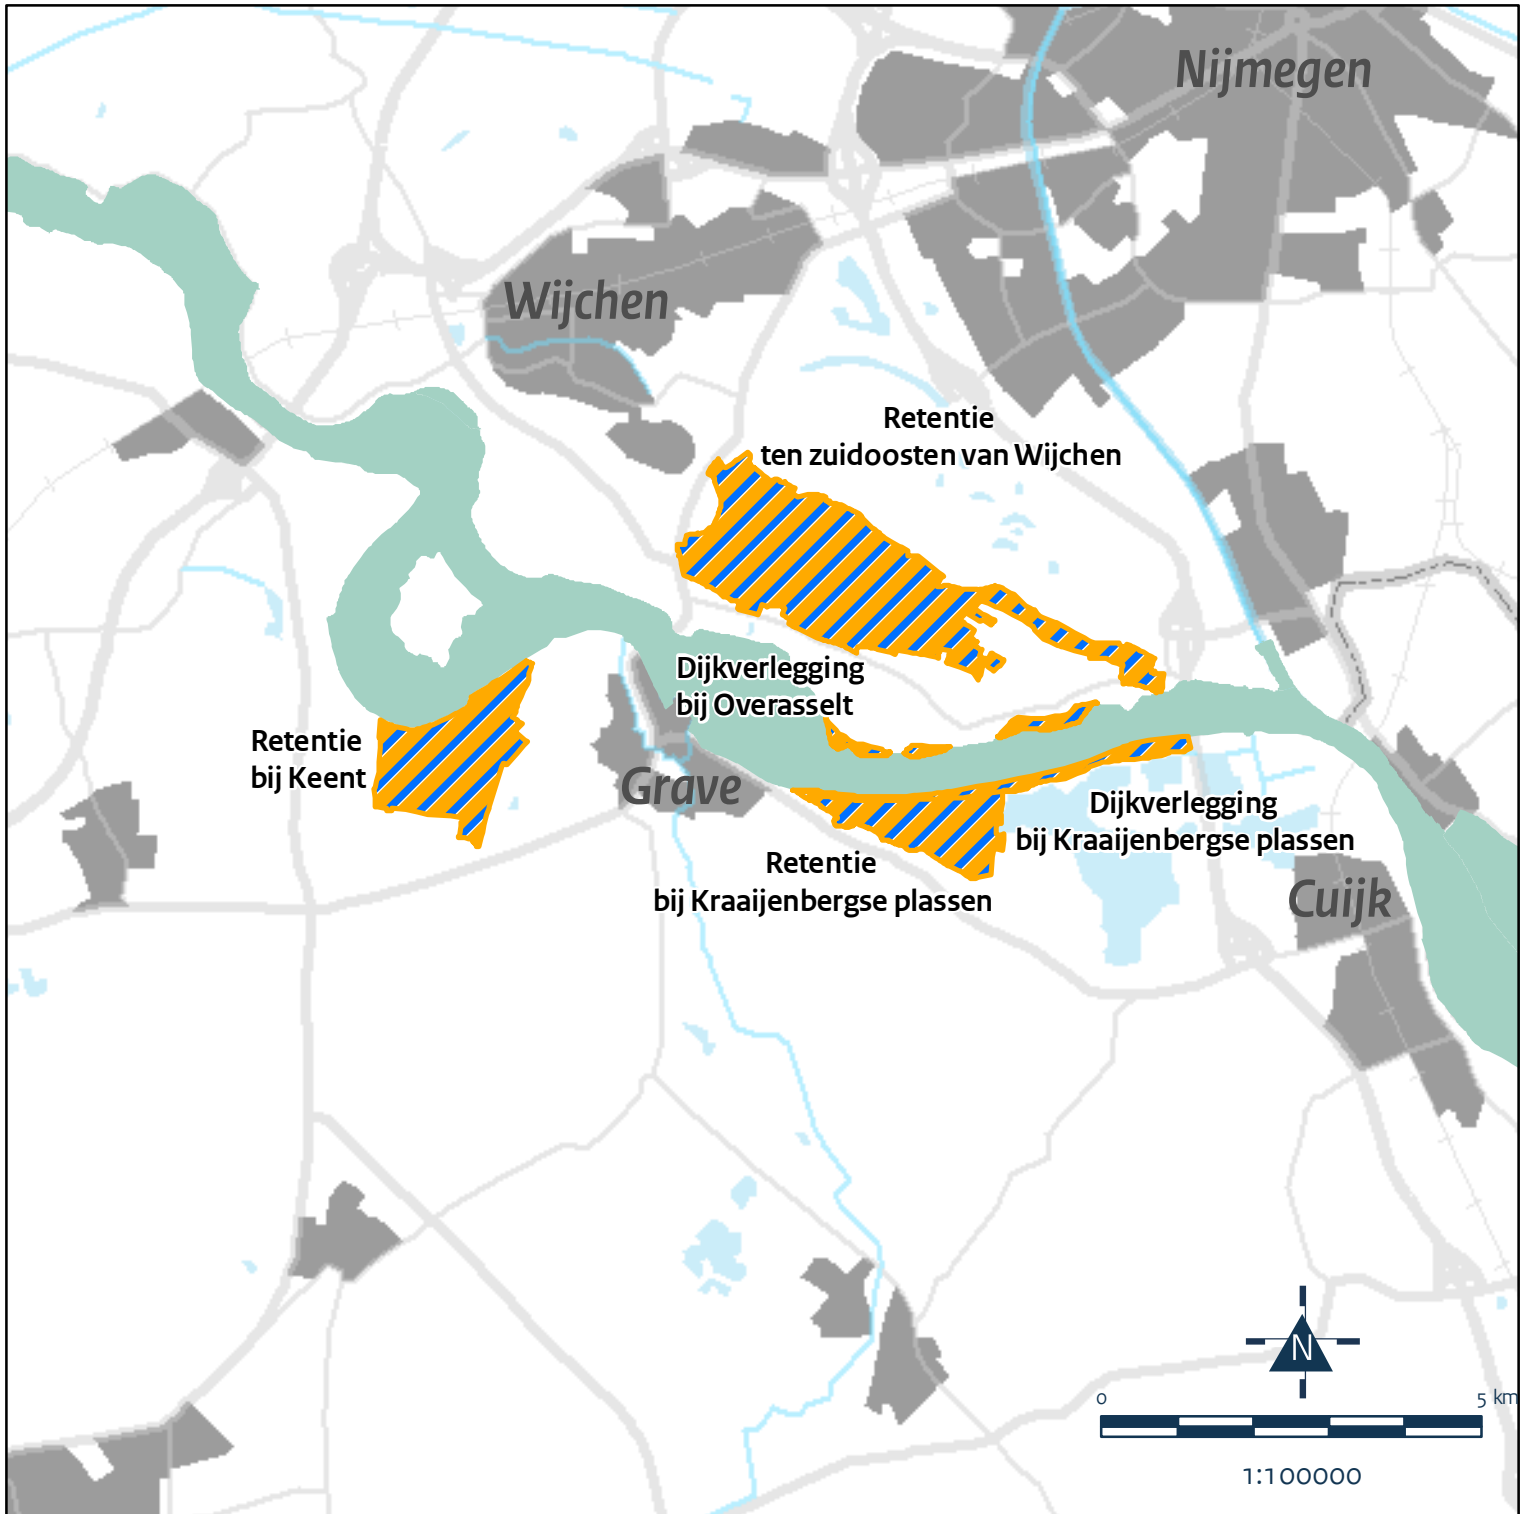 Nijmegen
Wijchen
Retentie
ten zuidoosten van Wijchen
Dijkverlegging
bij Overasselt
Retentie
bij Keent
Grave
Dijkverlegging
bij Kraaijenbergse plassen
Retentie
bij Kraaijenbergse plassen
Cuijk
N
0 5 km
1:100000